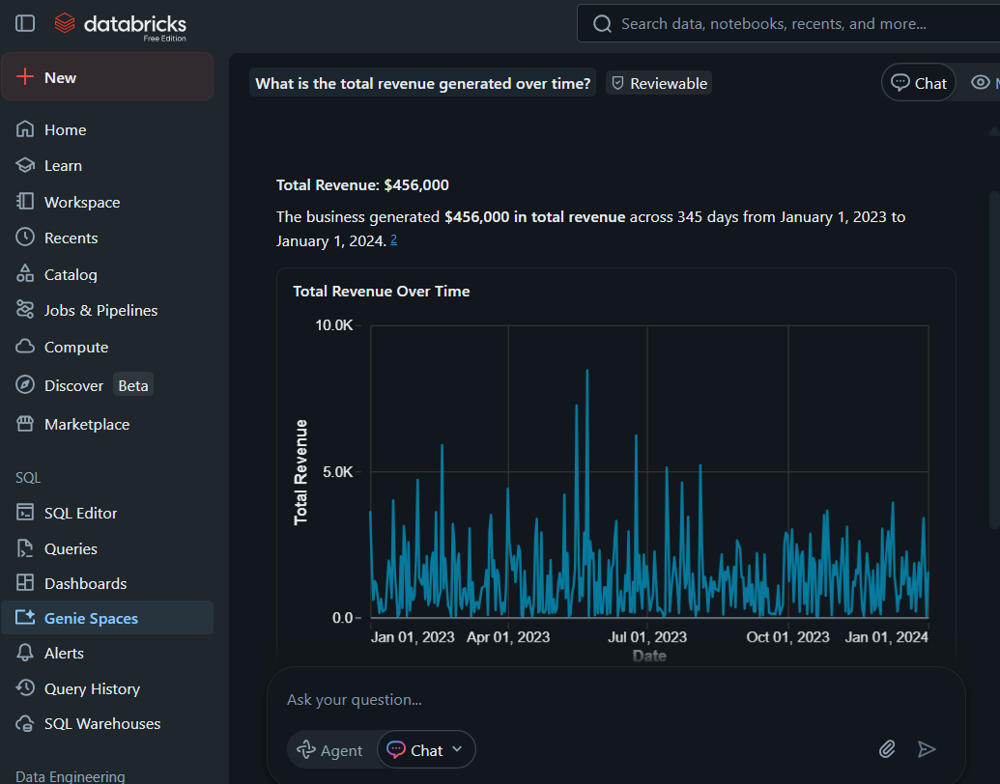 databricks
Free Edition
Search data, notebooks, recents, and more...
New
Home
Learn
Workspace
Recents
Catalog
Jobs & Pipelines
Compute
Discover Beta
Marketplace
SQL
SQL Editor
Queries
Dashboards
Genie Spaces
Alerts
Query History
SQL Warehouses
Data Engineering
What is the total revenue generated over time? Reviewable
Chat
Total Revenue: $456,000
The business generated $456,000 in total revenue across 345 days from January 1, 2023 to
January 1, 2024. 2
Total Revenue Over Time
10.0K
5.0K
0.0
Total Revenue
Jan 01, 2023 Apr 01, 2023 Jul 01, 2023 Oct 01, 2023 Jan 01, 2024
Date
Ask your question...
Agent Chat